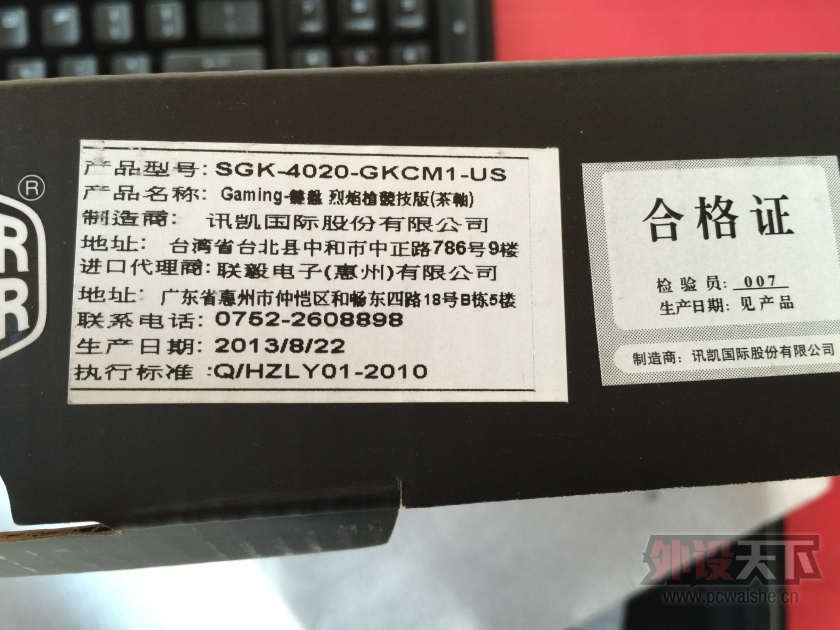 R
R
®
产品型号: SGK-4020-GKCM1-US
产品名称: Gaming-鍵盤 烈焰槍競技版(茶軸)
制造商: 讯凯国际股份有限公司
地址: 台湾省台北县中和市中正路786号9楼
进口代理商: 联毅电子(惠州)有限公司
地址: 广东省惠州市仲恺区和畅东四路18号B栋5楼
联系电话: 0752-2608898
生产日期: 2013/8/22
执行标准 :Q/HZLY01-2010
合格证
检验员: 007
生产日期: 见产品
制造商: 讯凯国际股份有限公司
外设天下
www.pcwaishe.cn